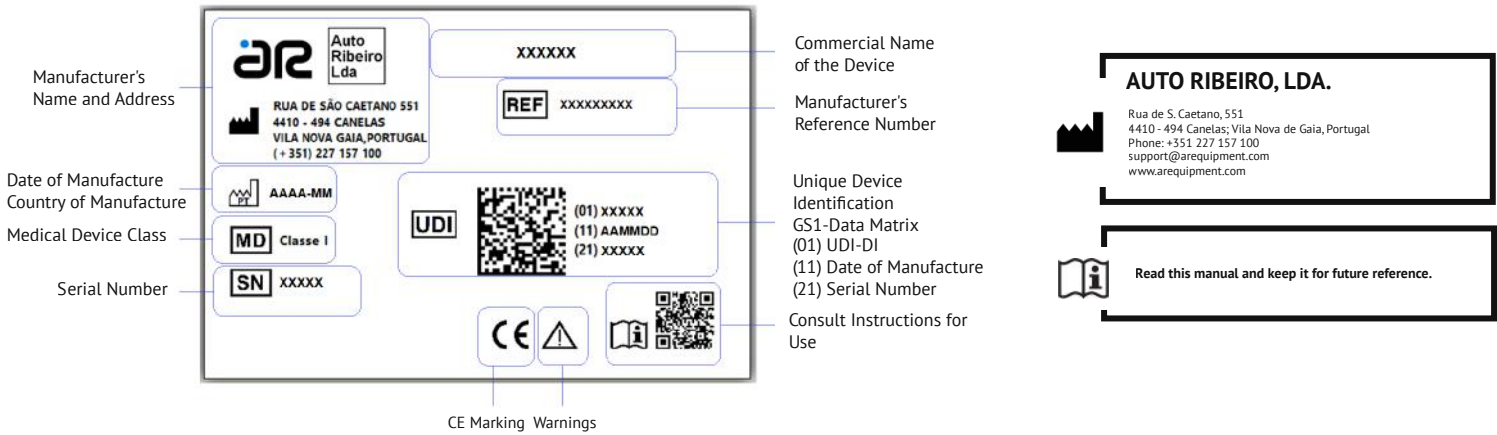 Manufacturer's
Name and Address
Date of Manufacture
Country of Manufacture
Medical Device Class
Serial Number
aR
Auto
Ribeiro
Lda
RUA DE SÃO CAETANO 551
4410 - 494 CANELAS
VILA NOVA GAIA,PORTUGAL
(+351) 227 157 100
PT
AAAA-MM
MD Classe I
SN XXXXX
XXXXXX
REF XXXXXXXXX
UDI
(01) XXXXX
(11) AAMMDD
(21) XXXXX
CE
CE Marking Warnings
Commercial Name
of the Device
Manufacturer's
Reference Number
Unique Device
Identification
GS1-Data Matrix
(01) UDI-DI
(11) Date of Manufacture
(21) Serial Number
Consult Instructions for
Use
AUTO RIBEIRO, LDA.
Rua de S. Caetano, 551
4410 - 494 Canelas; Vila Nova de Gaia, Portugal
Phone: +351 227 157 100
support@arequipment.com
www.arequipment.com
Read this manual and keep it for future reference.